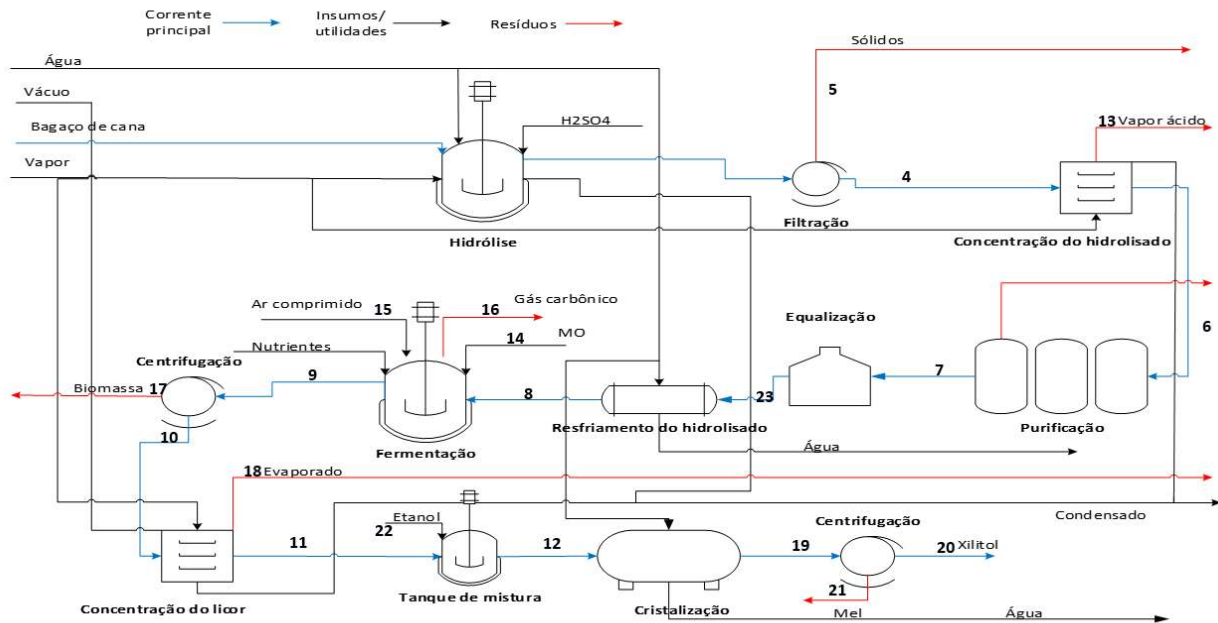 Corrente
principal
Insumos/
utilidades
Resíduos
Água
Sólidos
Vácuo
5
H2SO4
13 Vapor ácido
Bagaço de cana
Vapor
4
Filtração
Hidrólise
Concentração do hidrolisado
Ar comprimido 15
16 Gás carbônico
Equalização
6
14 MO
Centrifugação
Nutrientes
9
7
Biomassa 17
8
23
10
Resfriamento do hidrolisado
Purificação
Fermentação
Água
18 Evaporado
Etanol
22
Centrifugação
Condensado
11
12
19
20 Xilitol
21
Concentração do licor
Tanque de mistura
Cristalização
Mel
Água